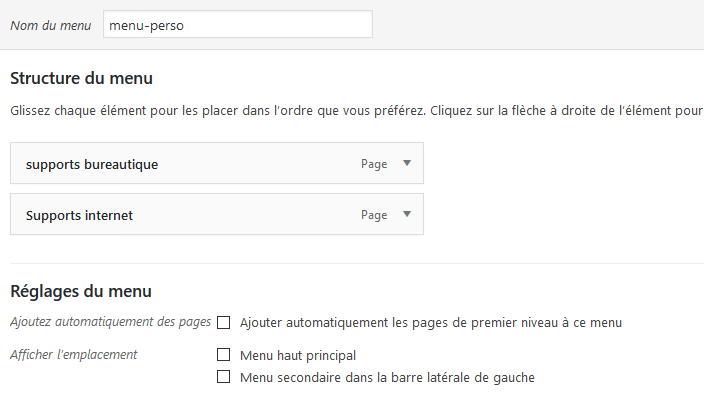 Nom du menu menu-perso
Structure du menu
Glissez chaque élément pour les placer dans l'ordre que vous préférez. Cliquez sur la flèche à droite de l'élément pour
supports bureautique Page
Supports internet Page
Réglages du menu
Ajoutez automatiquement des pages Ajouter automatiquement les pages de premier niveau à ce menu
Afficher l'emplacement Menu haut principal
Menu secondaire dans la barre latérale de gauche